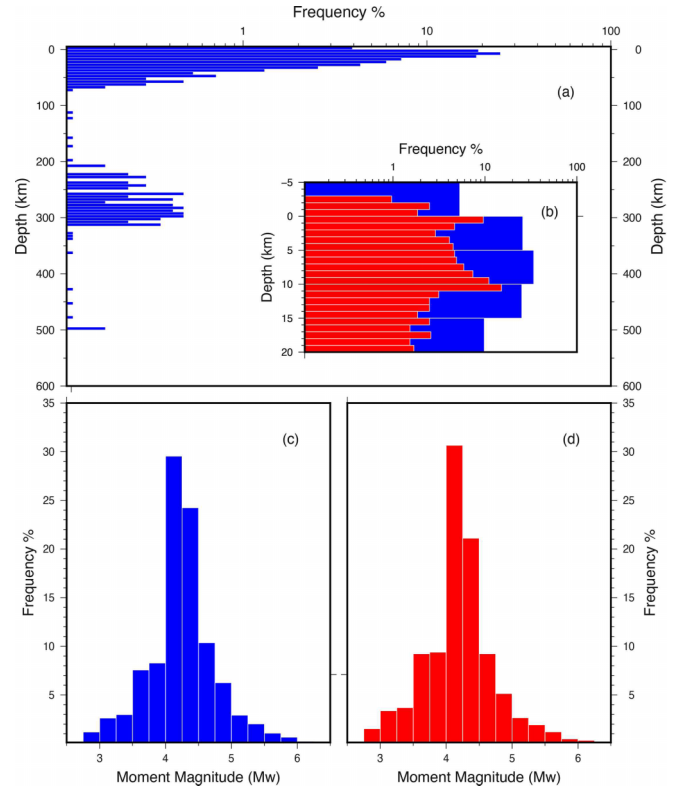 Frequency %
1 10 100
0 0
100 100
200 200
300 300
400 400
500 500
600 600
Depth (km)
Depth (km)
(a)
Frequency %
1 10 100
−5
0
5
10
15
20
Depth (km)
(b)
35
30
25
20
15
10
5
Frequency %
(c)
3 4 5 6
Moment Magnitude (Mw)
(d)
35
30
25
20
15
10
5
Frequency %
3 4 5 6
Moment Magnitude (Mw)